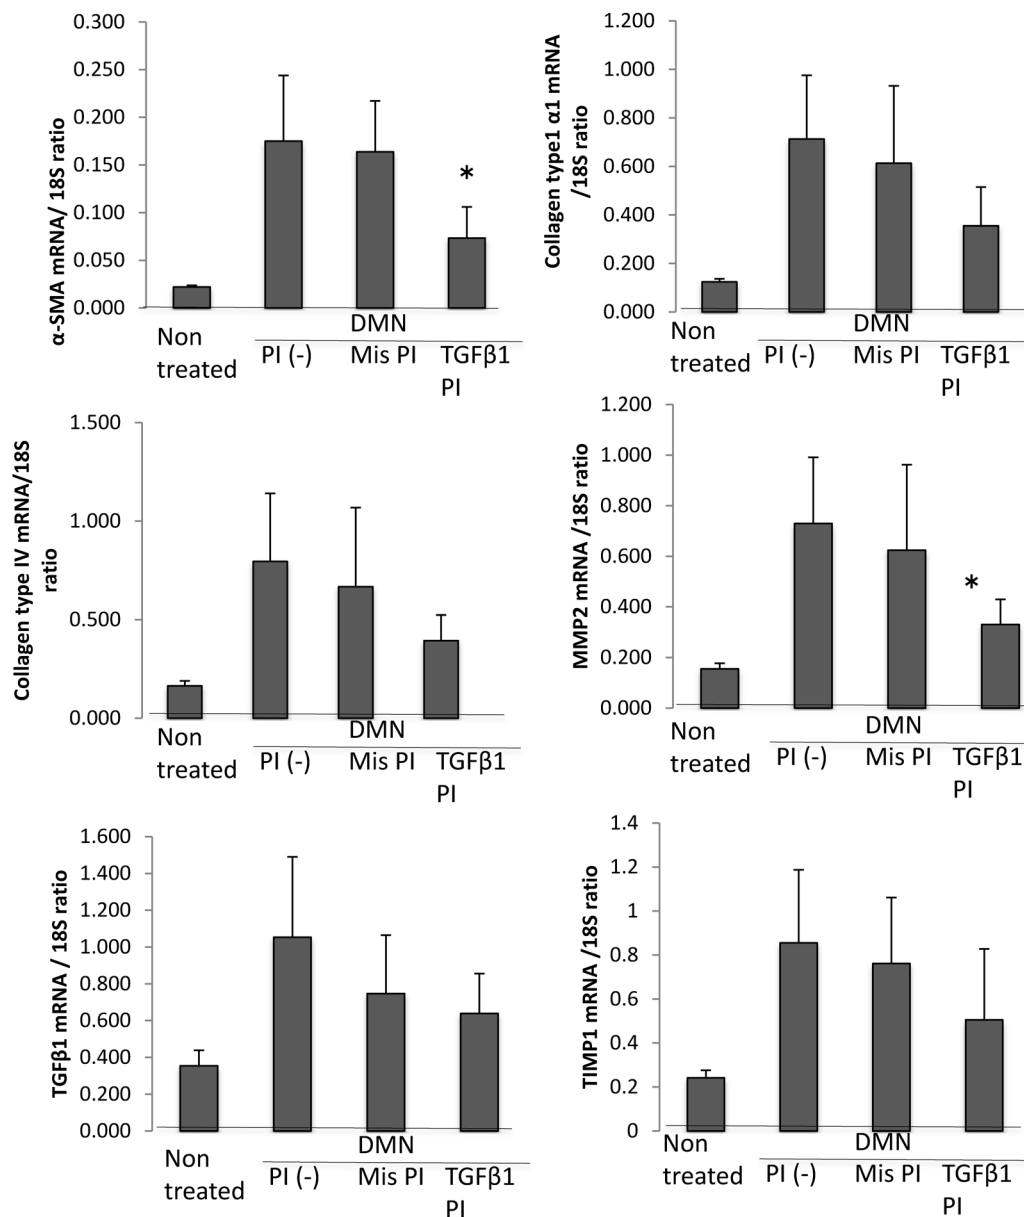 α-SMA mRNA/ 18S ratio
0.300
0.250
0.200
0.150
0.100
0.050
0.000
*
Non
treated
DMN
PI (-) Mis PI TGFβ1
PI
Collagen type1 α1 mRNA
/18S ratio
1.200
1.000
0.800
0.600
0.400
0.200
0.000
Non
treated
DMN
PI (-) Mis PI TGFβ1
PI
Collagen type IV mRNA/18S
ratio
1.500
1.000
0.500
0.000
Non
treated
DMN
PI (-) Mis PI TGFβ1
PI
MMP2 mRNA /18S ratio
1.200
1.000
0.800
0.600
0.400
0.200
0.000
*
Non
treated
DMN
PI (-) Mis PI TGFβ1
PI
TGFβ1 mRNA / 18S ratio
1.600
1.400
1.200
1.000
0.800
0.600
0.400
0.200
0.000
Non
treated
DMN
PI (-) Mis PI TGFβ1
PI
TIMP1 mRNA /18S ratio
1.4
1.2
1
0.8
0.6
0.4
0.2
0
Non
treated
DMN
PI (-) Mis PI TGFβ1
PI